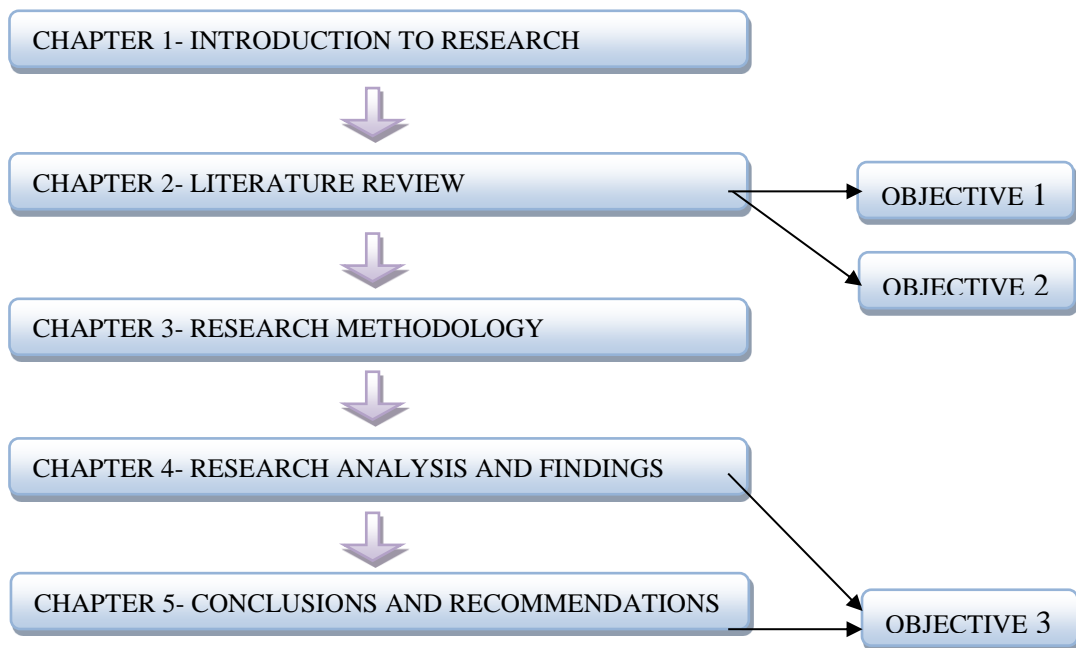 CHAPTER 1- INTRODUCTION TO RESEARCH
CHAPTER 2- LITERATURE REVIEW
OBJECTIVE 1
OBJECTIVE 2
CHAPTER 3- RESEARCH METHODOLOGY
CHAPTER 4- RESEARCH ANALYSIS AND FINDINGS
CHAPTER 5- CONCLUSIONS AND RECOMMENDATIONS
OBJECTIVE 3